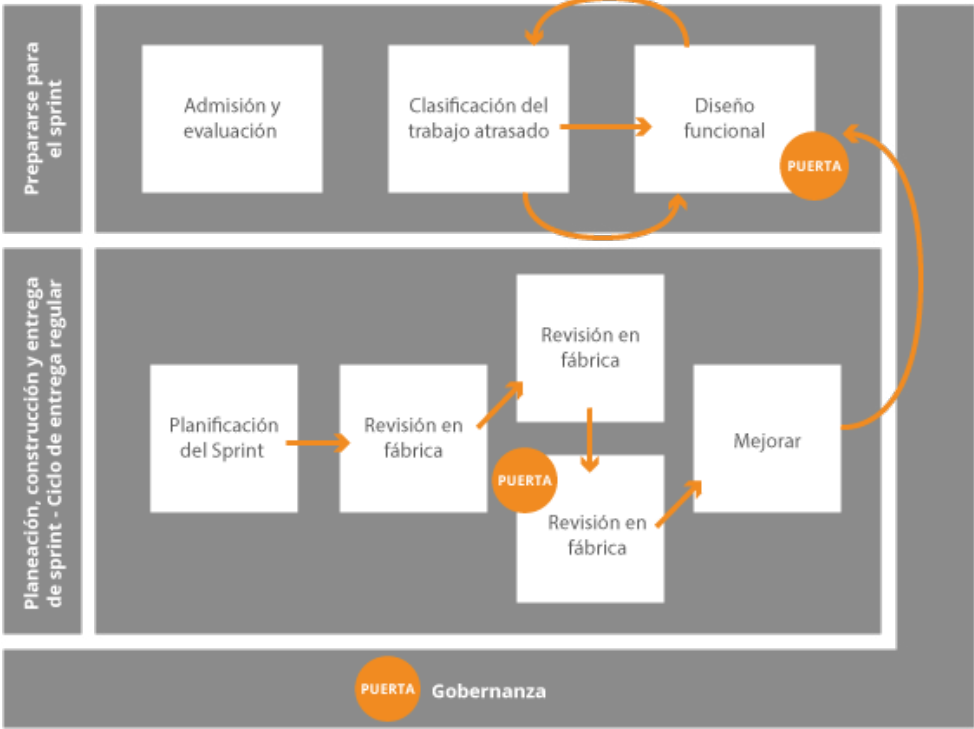 Prepararse para
el sprint
Admisión y
evaluación
Clasificación del
trabajo atrasado
Diseño
funcional
PUERTA
Planeación, construcción y entrega
de sprint - Ciclo de entrega regular
Planificación
del Sprint
Revisión en
fábrica
Revisión en
fábrica
PUERTA
Revisión en
fábrica
Mejorar
PUERTA
Gobernanza